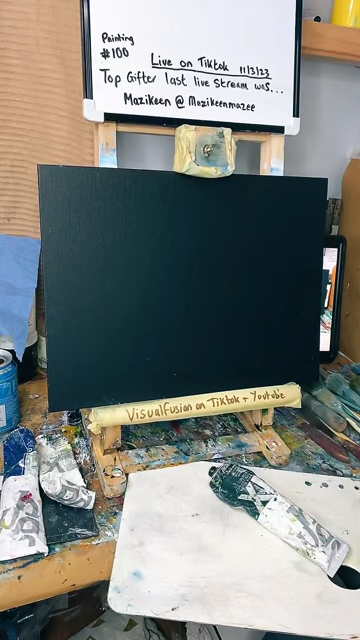 Painting
#100
Live on Tiktok 11/3/23
Top Gifter last live stream was...
Mazikeen @ Mazikeenmazee
VisualFusion on Tiktok + Youtube